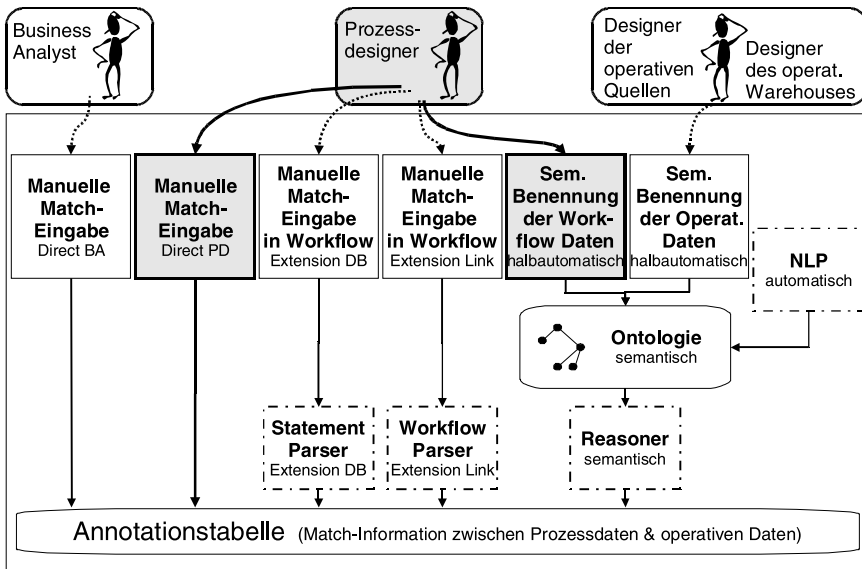 Business
Analyst
Prozess-
designer
Designer
der
operativen
Quellen
Designer
des operat.
Warehouses
Manuelle
Match-
Eingabe
Direct BA
Manuelle
Match-
Eingabe
Direct PD
Manuelle
Match-
Eingabe
in Workflow
Extension DB
Manuelle
Match-
Eingabe
in Workflow
Extension Link
Sem.
Benennung
der Work-
flow Daten
halbautomatisch
Sem.
Benennung
der Operat.
Daten
halbautomatisch
NLP
automatisch
Ontologie
semantisch
Statement
Parser
Extension DB
Workflow
Parser
Extension Link
Reasoner
semantisch
Annotationstabelle (Match-Information zwischen Prozessdaten & operativen Daten)